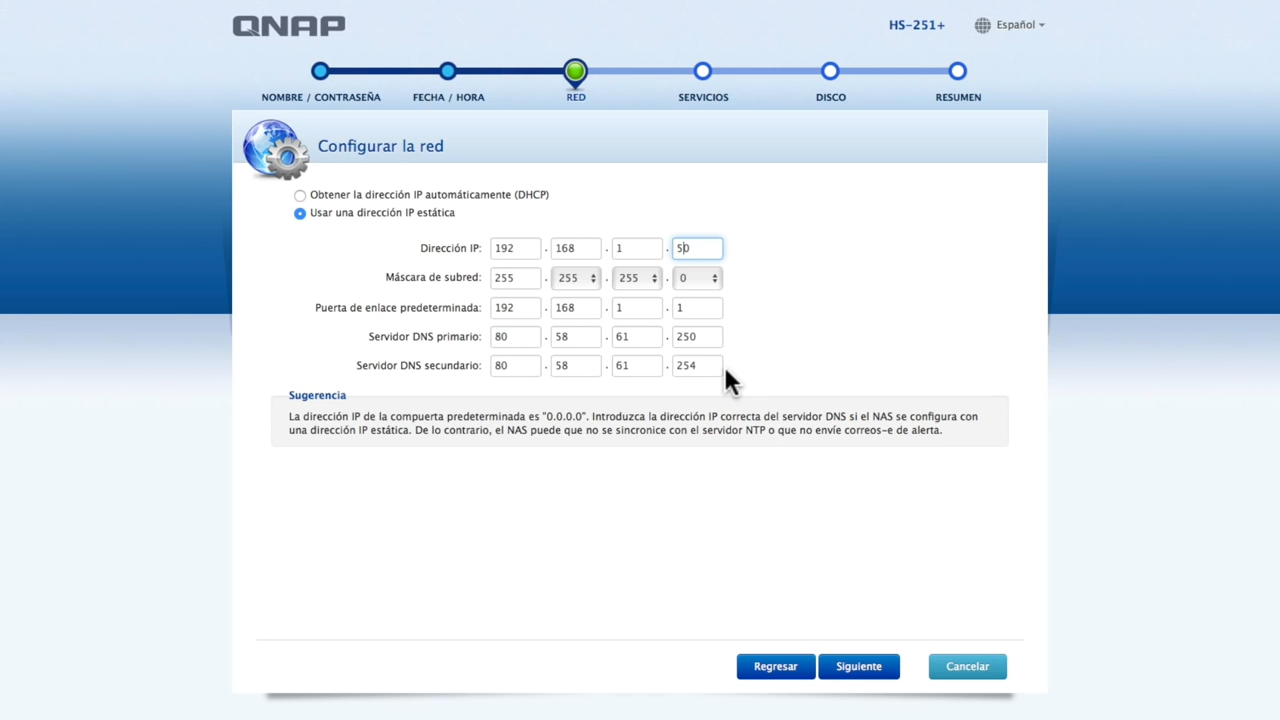 QNAP
HS-251+ Español
NOMBRE / CONTRASEÑA FECHA / HORA RED SERVICIOS DISCO RESUMEN
Configurar la red
Obtener la dirección IP automáticamente (DHCP)
Usar una dirección IP estática
Dirección IP: 192 . 168 . 1 . 50
Máscara de subred: 255 . 255 . 255 . 0
Puerta de enlace predeterminada: 192 . 168 . 1 . 1
Servidor DNS primario: 80 . 58 . 61 . 250
Servidor DNS secundario: 80 . 58 . 61 . 254
Sugerencia
La dirección IP de la compuerta predeterminada es "0.0.0.0". Introduzca la dirección IP correcta del servidor DNS si el NAS se configura con
una dirección IP estática. De lo contrario, el NAS puede que no se sincronice con el servidor NTP o que no envíe correos-e de alerta.
Regresar Siguiente Cancelar